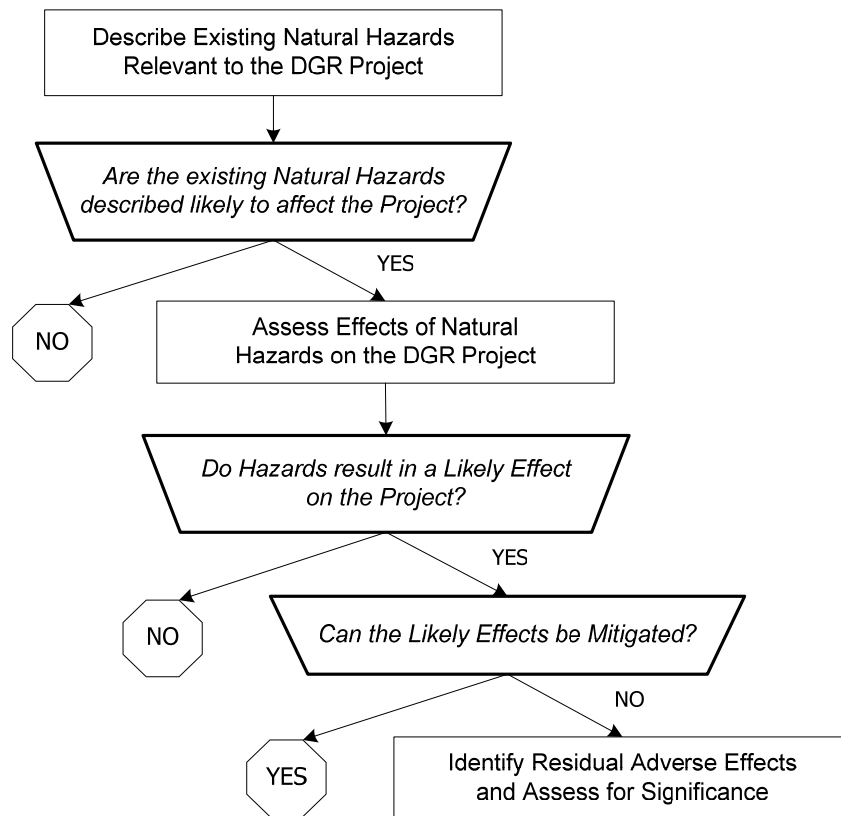 Describe Existing Natural Hazards
Relevant to the DGR Project
Are the existing Natural Hazards
described likely to affect the Project?
YES
NO
Assess Effects of Natural
Hazards on the DGR Project
Do Hazards result in a Likely Effect
on the Project?
YES
NO
Can the Likely Effects be Mitigated?
NO
YES
Identify Residual Adverse Effects
and Assess for Significance